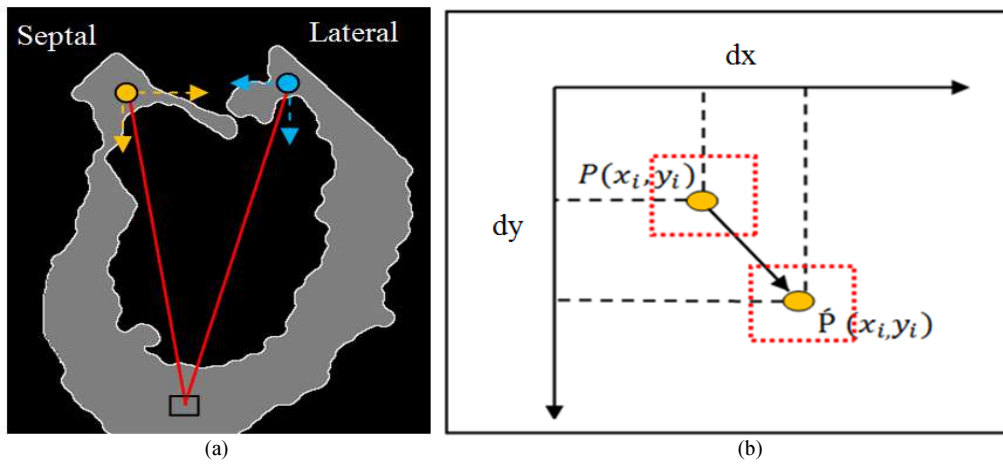 Septal
Lateral
(a)
dx
P(xᵢ, yᵢ)
dy
Ṕ (xᵢ,yᵢ)
(b)